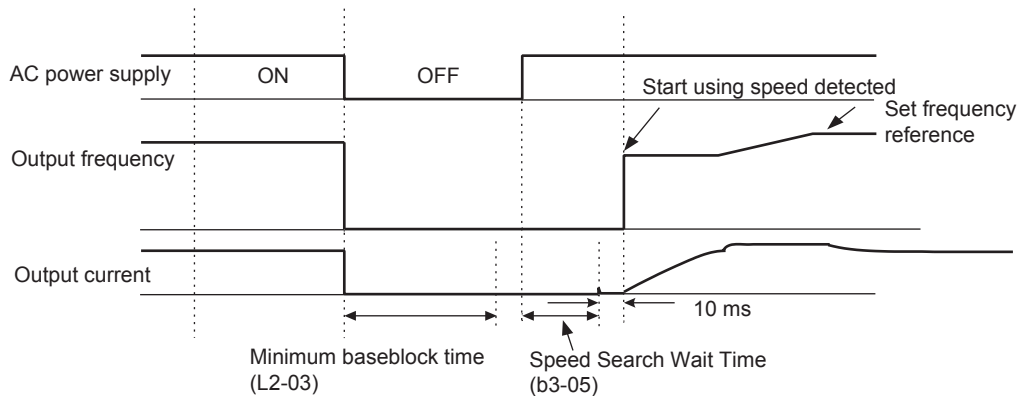 AC power supply
ON
OFF
Start using speed detected
Set frequency
reference
Output frequency
Output current
10 ms
Minimum baseblock time
(L2-03)
Speed Search Wait Time
(b3-05)